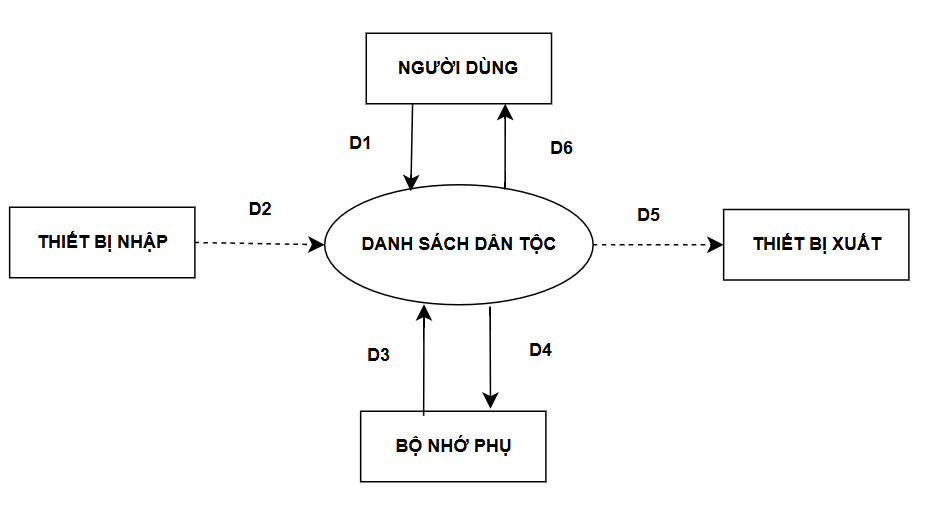 NGƯỜI DÙNG
D1
D6
D2
D5
THIẾT BỊ NHẬP
DANH SÁCH DÂN TỘC
THIẾT BỊ XUẤT
D3
D4
BỘ NHỚ PHỤ